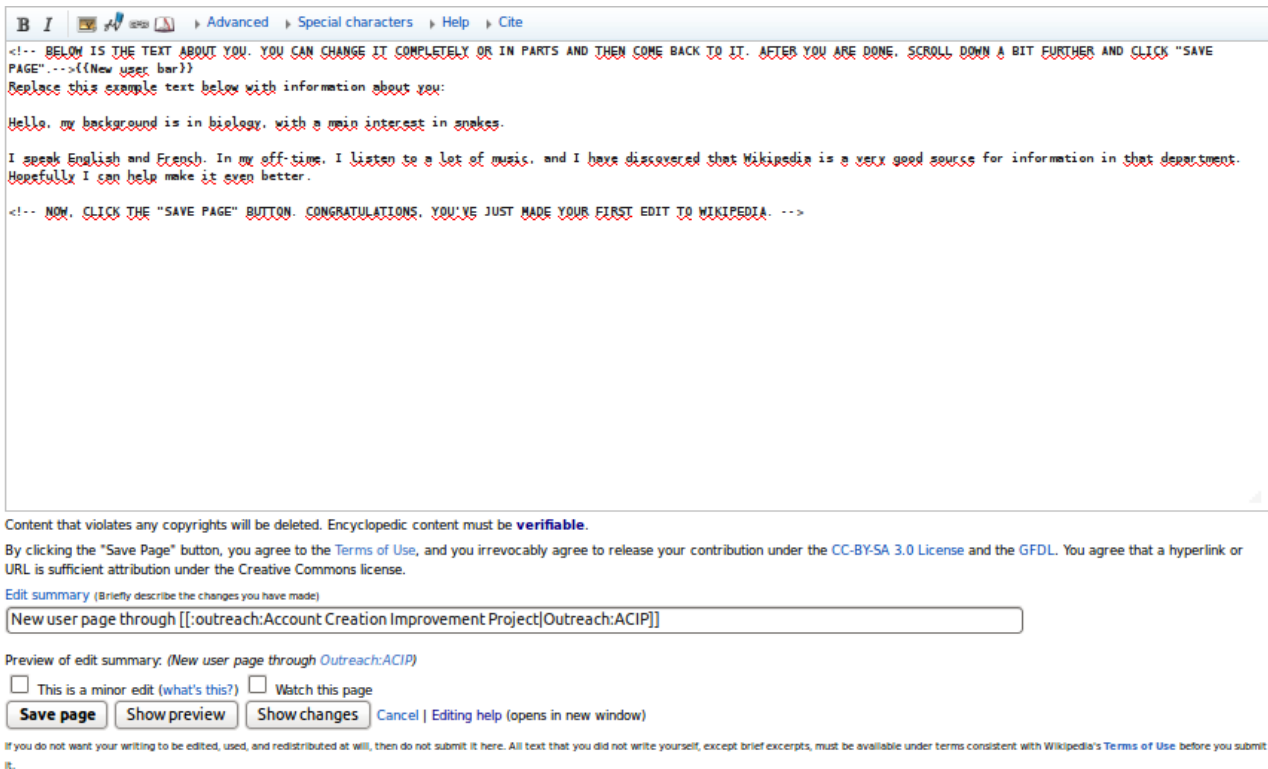 B I Advanced Special characters Help Cite
<!-- BELOW IS THE TEXT ABOUT YOU. YOU CAN CHANGE IT COMPLETELY OR IN PARTS AND THEN COME BACK TO IT. AFTER YOU ARE DONE, SCROLL DOWN A BIT FURTHER AND CLICK "SAVE
PAGE".-->{{New user bar}}
Replace this example text below with information about you:
Hello, my background is in biology, with a main interest in snakes.
I speak English and French. In my off-time, I listen to a lot of music, and I have discovered that Wikipedia is a very good source for information in that department.
Hopefully I can help make it even better.
<!-- NOW, CLICK THE "SAVE PAGE" BUTTON. CONGRATULATIONS, YOU'VE JUST MADE YOUR FIRST EDIT TO WIKIPEDIA. -->
Content that violates any copyrights will be deleted. Encyclopedic content must be verifiable.
By clicking the "Save Page" button, you agree to the Terms of Use, and you irrevocably agree to release your contribution under the CC-BY-SA 3.0 License and the GFDL. You agree that a hyperlink or
URL is sufficient attribution under the Creative Commons license.
Edit summary (Briefly describe the changes you have made)
New user page through [[:outreach:Account Creation Improvement Project|Outreach:ACIP]]
Preview of edit summary: (New user page through Outreach:ACIP)
This is a minor edit (what's this?) Watch this page
Save page Show preview Show changes Cancel | Editing help (opens in new window)
If you do not want your writing to be edited, used, and redistributed at will, then do not submit it here. All text that you did not write yourself, except brief excerpts, must be available under terms consistent with Wikipedia's Terms of Use before you submit
it.